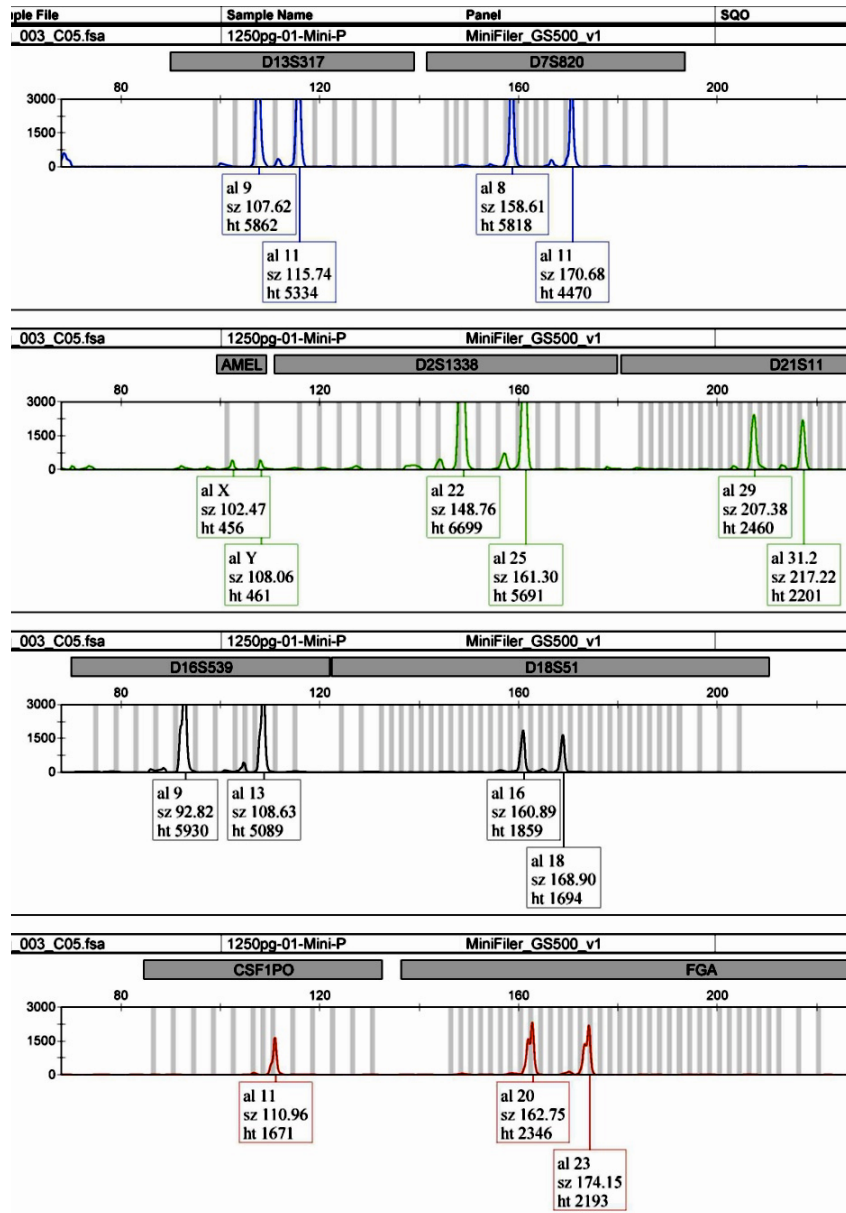 ple File Sample Name Panel SQO
_003_C05.fsa 1250pg-01-Mini-P MiniFiler_GS500_v1
D13S317 D7S820
80 120 160 200
3000
1500
0
al 9
sz 107.62
ht 5862
al 11
sz 115.74
ht 5334
al 8
sz 158.61
ht 5818
al 11
sz 170.68
ht 4470
_003_C05.fsa 1250pg-01-Mini-P MiniFiler_GS500_v1
AMEL D2S1338 D21S11
80 120 160 200
3000
1500
0
al X
sz 102.47
ht 456
al Y
sz 108.06
ht 461
al 22
sz 148.76
ht 6699
al 25
sz 161.30
ht 5691
al 29
sz 207.38
ht 2460
al 31.2
sz 217.22
ht 2201
_003_C05.fsa 1250pg-01-Mini-P MiniFiler_GS500_v1
D16S539 D18S51
80 120 160 200
3000
1500
0
al 9
sz 92.82
ht 5930
al 13
sz 108.63
ht 5089
al 16
sz 160.89
ht 1859
al 18
sz 168.90
ht 1694
_003_C05.fsa 1250pg-01-Mini-P MiniFiler_GS500_v1
CSF1PO FGA
80 120 160 200
3000
1500
0
al 11
sz 110.96
ht 1671
al 20
sz 162.75
ht 2346
al 23
sz 174.15
ht 2193